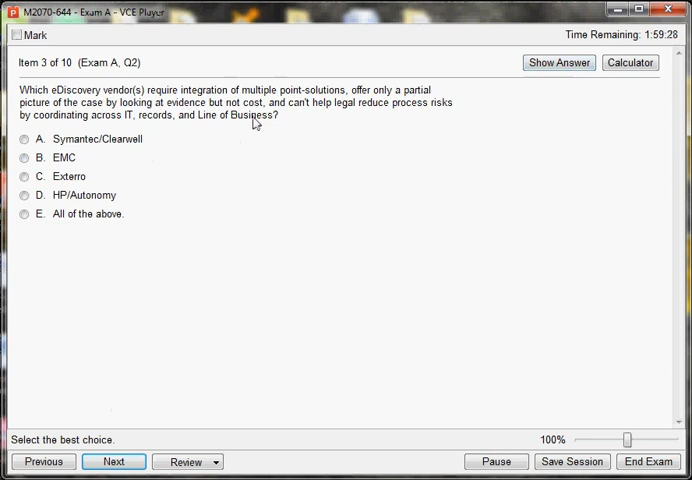 M2070-644 - Exam A - VCE Player
Mark
Time Remaining: 1:59:28
Item 3 of 10 (Exam A, Q2)
Show Answer
Calculator
Which eDiscovery vendor(s) require integration of multiple point-solutions, offer only a partial
picture of the case by looking at evidence but not cost, and can't help legal reduce process risks
by coordinating across IT, records, and Line of Business?
A. Symantec/Clearwell
B. EMC
C. Exterro
D. HP/Autonomy
E. All of the above.
Select the best choice.
100%
Previous
Next
Review
Pause
Save Session
End Exam